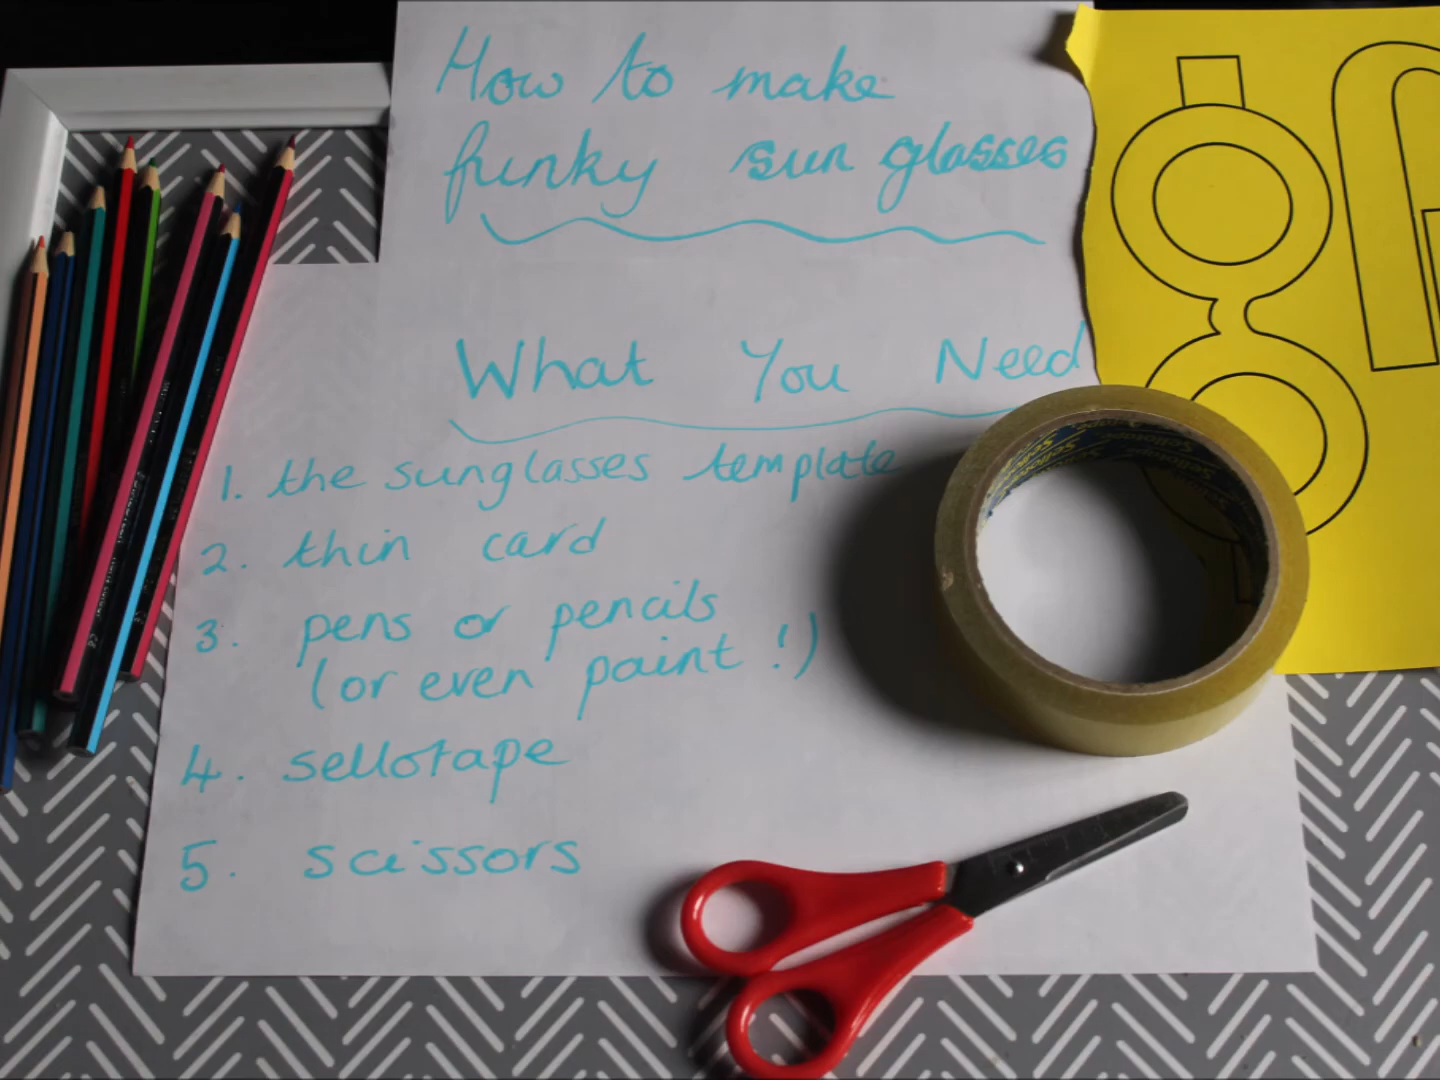 How to make
funky sun glasses
What You Need
1. the sunglasses template
2. thin card
3. pens or pencils
(or even paint!)
4. sellotape
5. scissors
Sellotape